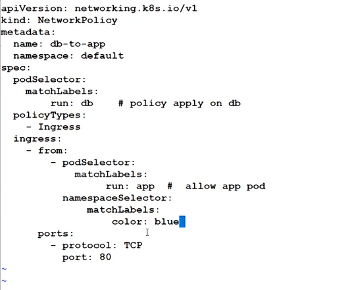 apiVersion: networking.k8s.io/v1
kind: NetworkPolicy
metadata:
  name: db-to-app
  namespace: default
spec:
  podSelector:
    matchLabels:
        run: db    # policy apply on db
  policyTypes:
    - Ingress
  ingress:
    - from:
        - podSelector:
            matchLabels:
                 run: app  #  allow app pod
          namespaceSelector:
              matchLabels:
                  color: blue
      ports:
        - protocol: TCP
          port: 80
~
~